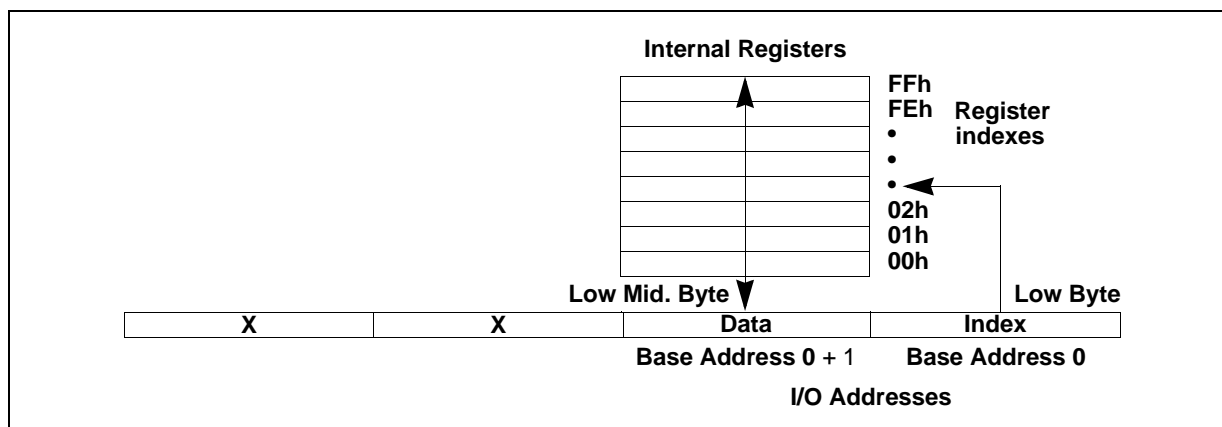 Internal Registers
FFh
FEh Register
• indexes
•
•
02h
01h
00h
Low Mid. Byte Low Byte
X X Data Index
Base Address 0 + 1 Base Address 0
I/O Addresses